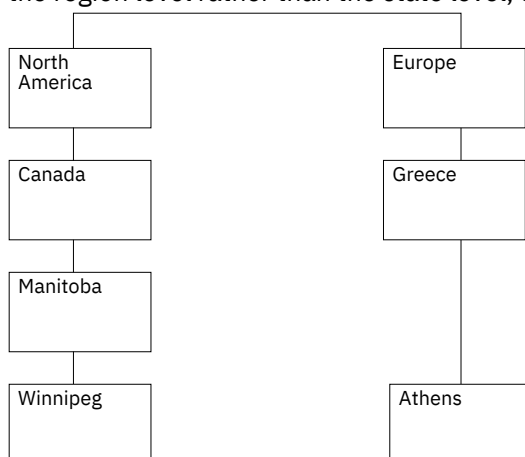 the region level rather than the state level,
North
America
Europe
Canada
Greece
Manitoba
Winnipeg
Athens